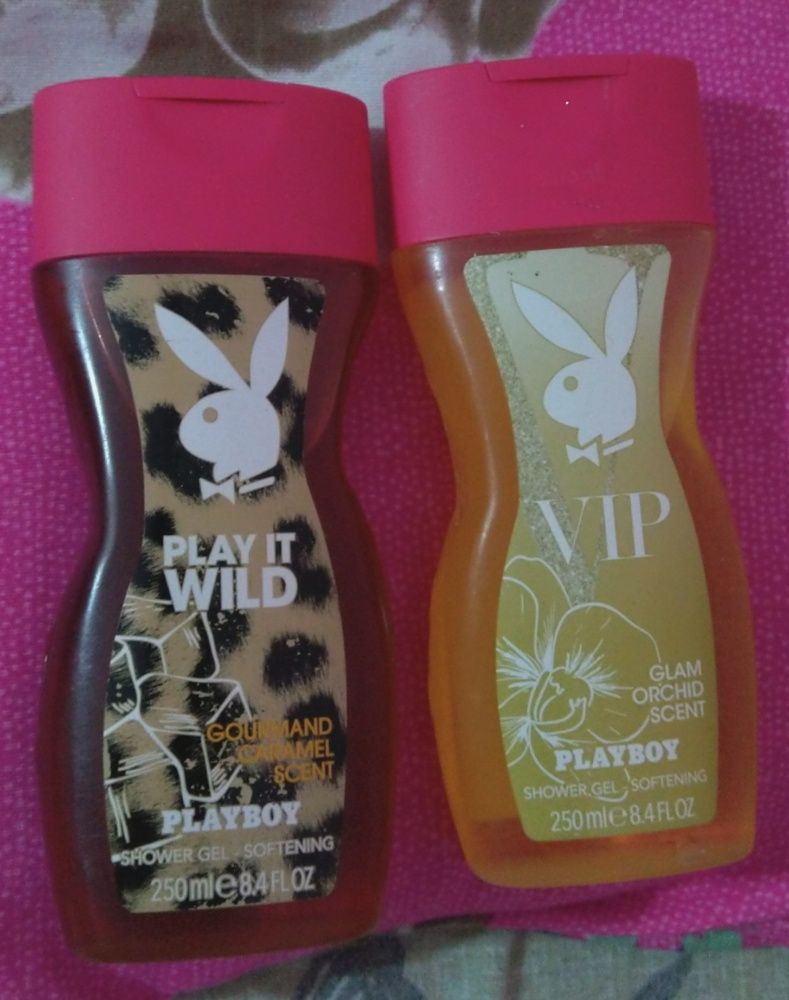 PLAY IT
WILD
GOURMAND
CARAMEL
SCENT
PLAYBOY
SHOWER GEL - SOFTENING
250ml℮8.4 FL OZ
VIP
GLAM
ORCHID
SCENT
PLAYBOY
SHOWER GEL - SOFTENING
250ml℮8.4 FL OZ